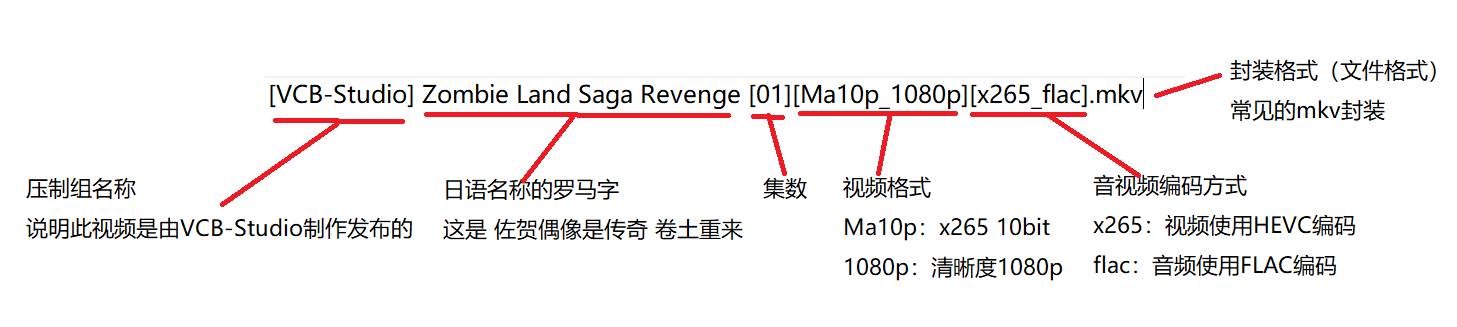 [VCB-Studio] Zombie Land Saga Revenge [01][Ma10p_1080p][x265_flac].mkv
封装格式（文件格式）
常见的mkv封装
压制组名称
说明此视频是由VCB-Studio制作发布的
日语名称的罗马字
这是 佐贺偶像是传奇 卷土重来
集数
视频格式
Ma10p：x265 10bit
1080p：清晰度1080p
音视频编码方式
x265：视频使用HEVC编码
flac：音频使用FLAC编码